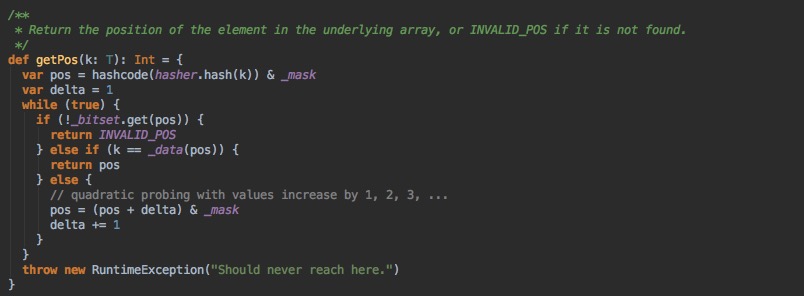 /**
 * Return the position of the element in the underlying array, or INVALID_POS if it is not found.
 */
def getPos(k: T): Int = {
  var pos = hashcode(hasher.hash(k)) & _mask
  var delta = 1
  while (true) {
    if (!_bitset.get(pos)) {
      return INVALID_POS
    } else if (k == _data(pos)) {
      return pos
    } else {
      // quadratic probing with values increase by 1, 2, 3, ...
      pos = (pos + delta) & _mask
      delta += 1
    }
  }
  throw new RuntimeException("Should never reach here.")
}